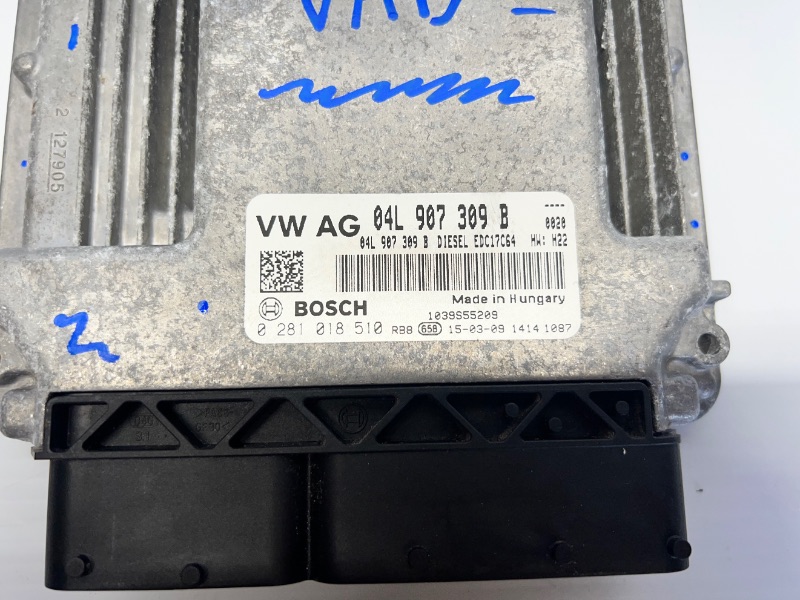 2 127905
VW AG 04L 907 309 B ----
0020
04L 907 309 B DIESEL EDC17C64 HW: H22
Made in Hungary
BOSCH
1039S55209
0 281 018 510 RB8 65B 15-03-09 1414 1087